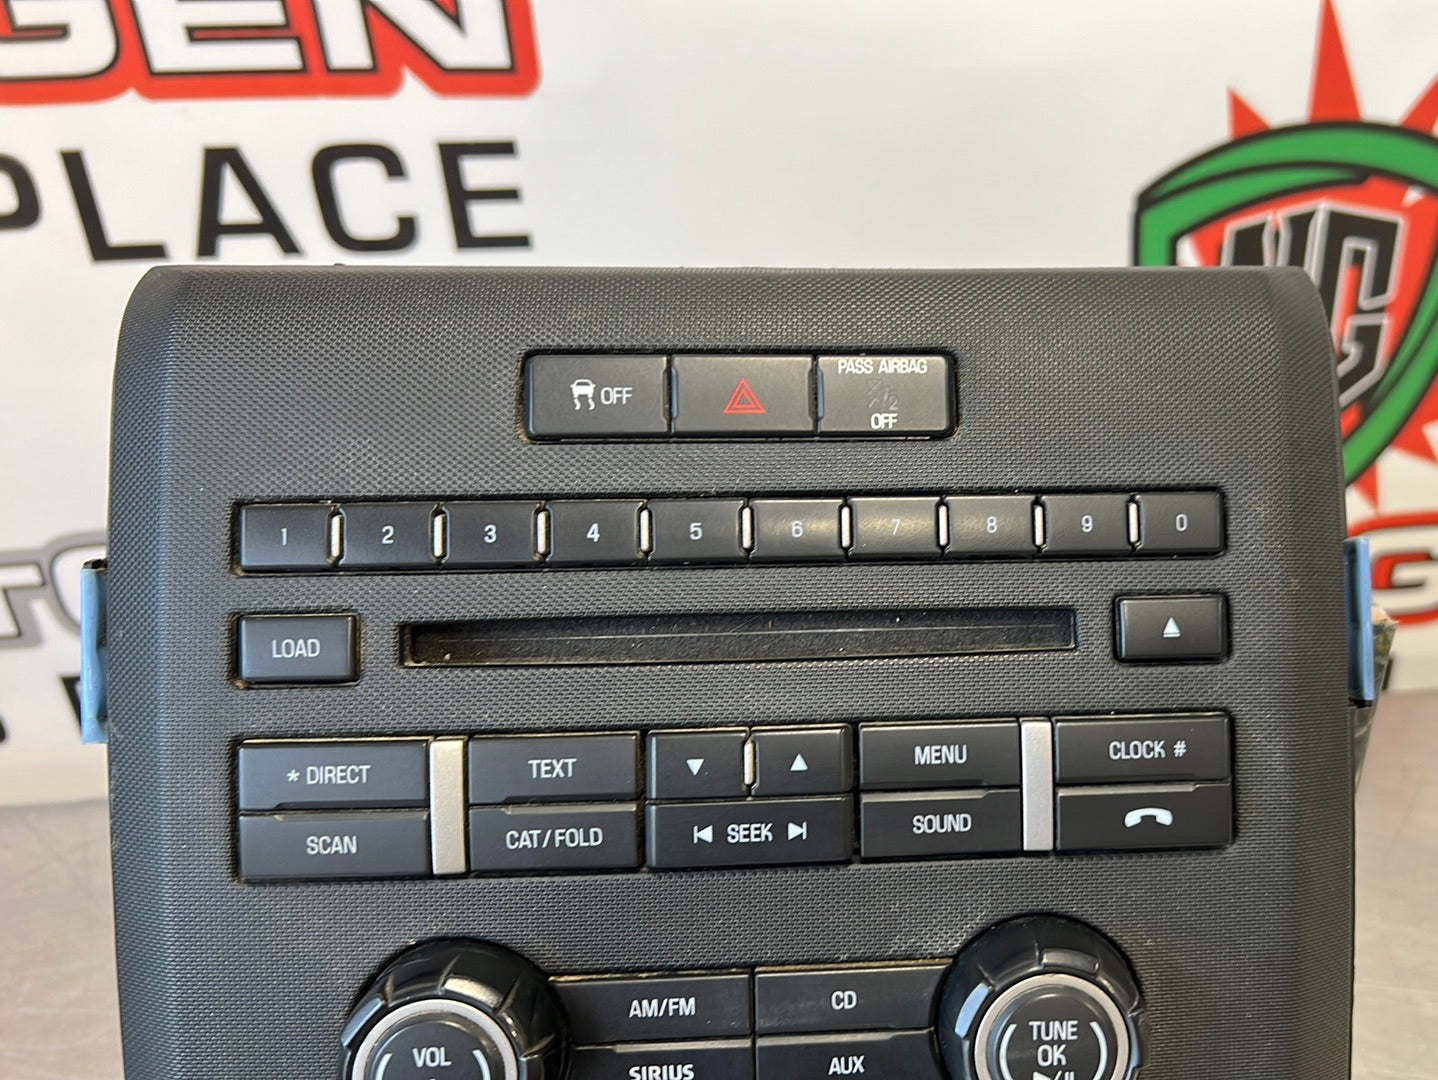 GEN
PLACE
OFF
PASS AIRBAG
2
OFF
1 2 3 4 5 6 7 8 9 0
LOAD
* DIRECT TEXT MENU CLOCK #
SCAN CAT/FOLD SEEK SOUND
AM/FM CD
VOL TUNE
SIRIUS AUX OK